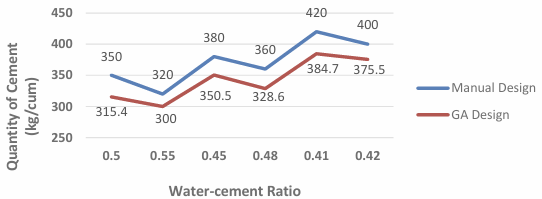 450
420
400
380
400
350
360
320
350
384.7
375.5
350.5
328.6
315.4
300
300
250
0.5 0.55 0.45 0.48 0.41 0.42
Quantity of Cement
(kg/cum)
Water-cement Ratio
Manual Design
GA Design